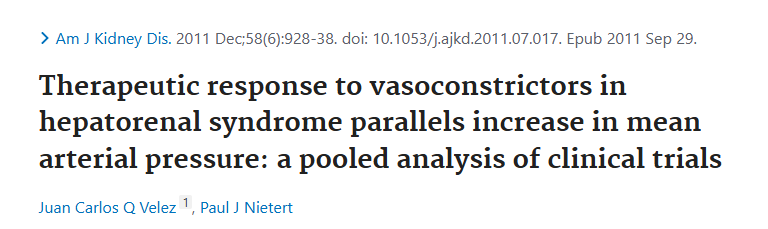 Am J Kidney Dis. 2011 Dec;58(6):928-38. doi: 10.1053/j.ajkd.2011.07.017. Epub 2011 Sep 29.
Therapeutic response to vasoconstrictors in
hepatorenal syndrome parallels increase in mean
arterial pressure: a pooled analysis of clinical trials
Juan Carlos Q Velez 1, Paul J Nietert